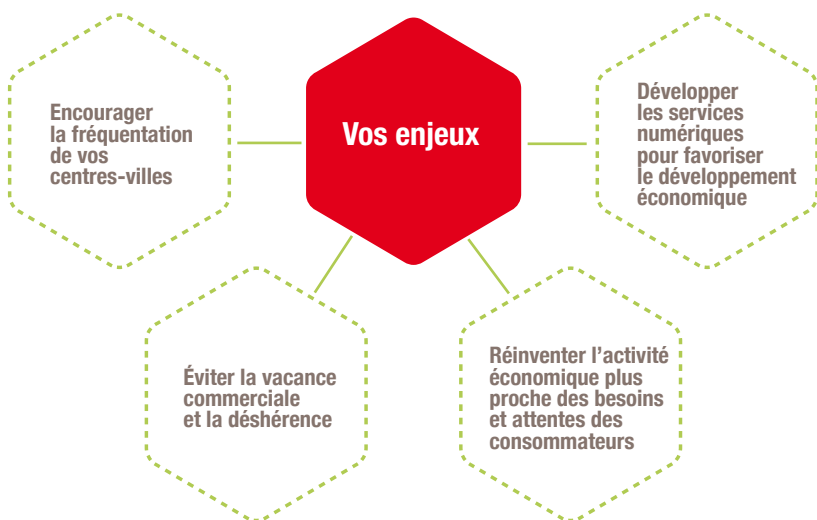 Encourager
la fréquentation
de vos
centres-villes
Vos enjeux
Développer
les services
numériques
pour favoriser
le développement
économique
Éviter la vacance
commerciale
et la déshérence
Réinventer l’activité
économique plus
proche des besoins
et attentes des
consommateurs